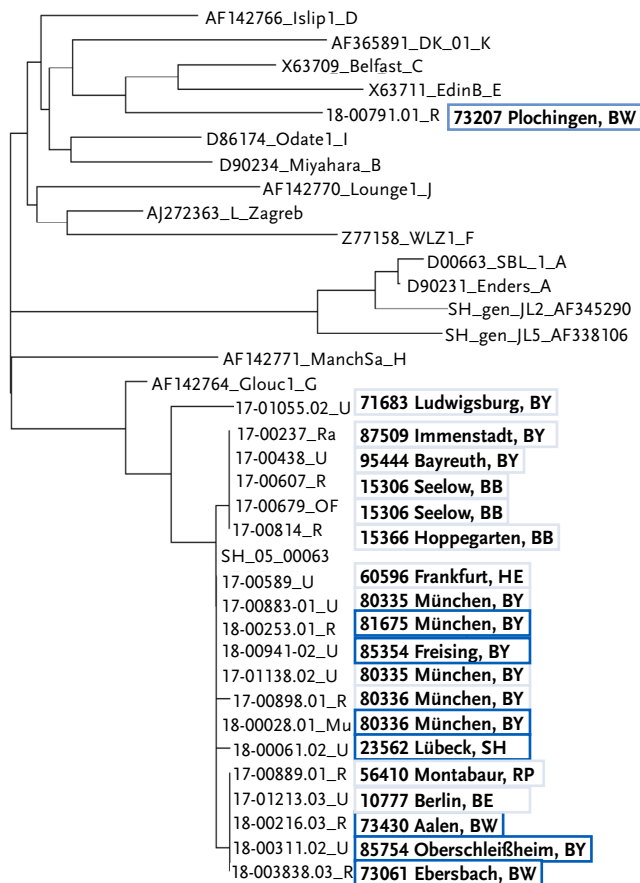 AF142766_Islip1_D
AF365891_DK_01_K
X63709_Belfast_C
X63711_EdinB_E
18-00791.01_R 73207 Plochingen, BW
D86174_Odate1_I
D90234_Miyahara_B
AF142770_Lounge1_J
AJ272363_L_Zagreb
Z77158_WLZ1_F
D00663_SBL_1_A
D90231_Enders_A
SH_gen_JL2_AF345290
SH_gen_JL5_AF338106
AF142771_ManchSa_H
AF142764_Glouc1_G
17-01055.02_U 71683 Ludwigsburg, BY
17-00237_Ra 87509 Immenstadt, BY
17-00438_U 95444 Bayreuth, BY
17-00607_R 15306 Seelow, BB
17-00679_OF 15306 Seelow, BB
17-00814_R 15366 Hoppegarten, BB
SH_05_00063
17-00589_U 60596 Frankfurt, HE
17-00883-01_U 80335 München, BY
18-00253.01_R 81675 München, BY
18-00941-02_U 85354 Freising, BY
17-01138.02_U 80335 München, BY
17-00898.01_R 80336 München, BY
18-00028.01_Mu 80336 München, BY
18-00061.02_U 23562 Lübeck, SH
17-00889.01_R 56410 Montabaur, RP
17-01213.03_U 10777 Berlin, BE
18-00216.03_R 73430 Aalen, BW
18-00311.02_U 85754 Oberschleißheim, BY
18-003838.03_R 73061 Ebersbach, BW